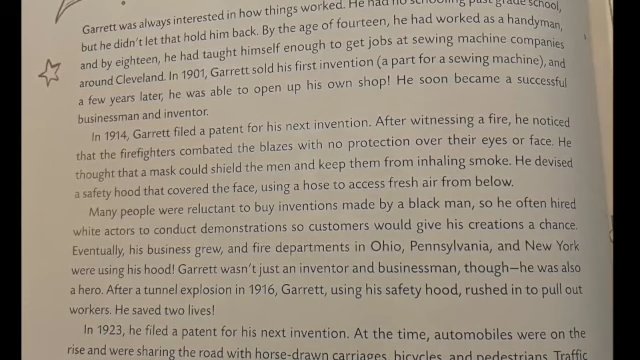 Garrett was always interested in how things worked. He had no schooling past grade school,
but he didn't let that hold him back. By the age of fourteen, he had worked as a handyman,
and by eighteen, he had taught himself enough to get jobs at sewing machine companies
around Cleveland. In 1901, Garrett sold his first invention (a part for a sewing machine), and
a few years later, he was able to open up his own shop! He soon became a successful
businessman and inventor.
In 1914, Garrett filed a patent for his next invention. After witnessing a fire, he noticed
that the firefighters combated the blazes with no protection over their eyes or face. He
thought that a mask could shield the men and keep them from inhaling smoke. He devised
a safety hood that covered the face, using a hose to access fresh air from below.
Many people were reluctant to buy inventions made by a black man, so he often hired
white actors to conduct demonstrations so customers would give his creations a chance.
Eventually, his business grew, and fire departments in Ohio, Pennsylvania, and New York
were using his hood! Garrett wasn't just an inventor and businessman, though—he was also
a hero. After a tunnel explosion in 1916, Garrett, using his safety hood, rushed in to pull out
workers. He saved two lives!
In 1923, he filed a patent for his next invention. At the time, automobiles were on the
rise and were sharing the road with horse-drawn carriages, bicycles, and pedestrians. Traffic